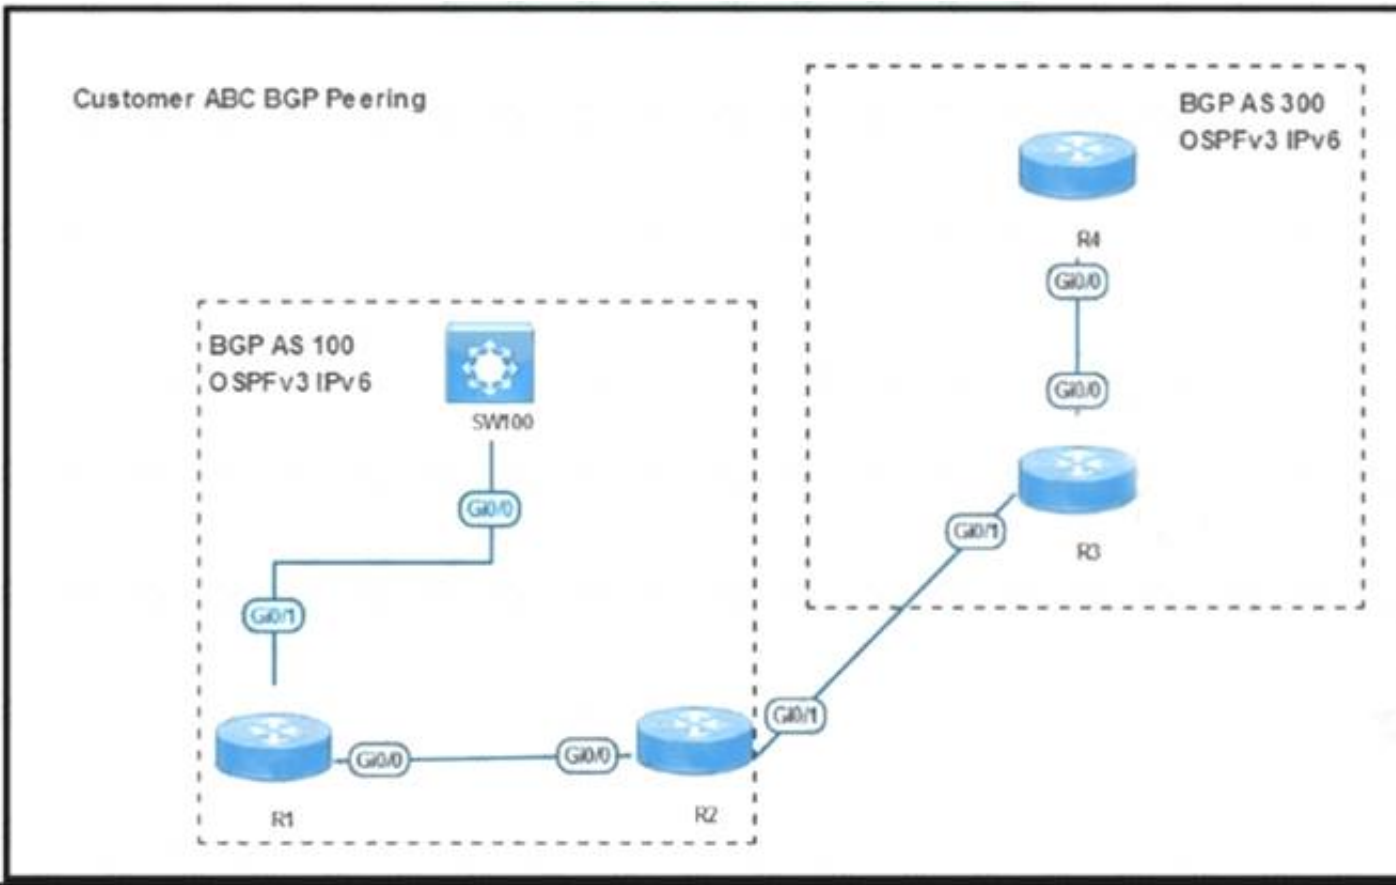 Customer ABC BGP Peering
BGP AS 300
OSPFv3 IPv6
R4
Gi0/0
Gi0/0
BGP AS 100
OSPFv3 IPv6
SW100
Gi0/0
Gi0/1
R3
Gi0/1
Gi0/1
Gi0/0
Gi0/0
R1
R2